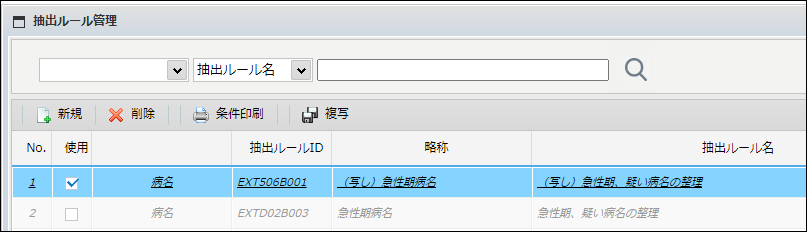 抽出ルール管理
抽出ルール名
新規 削除 条件印刷 複写
No. 使用 抽出ルールID 略称 抽出ルール名
1 病名 EXT506B001 （写し）急性期病名 （写し）急性期、疑い病名の整理
2 病名 EXTD02B003 急性期病名 急性期、疑い病名の整理